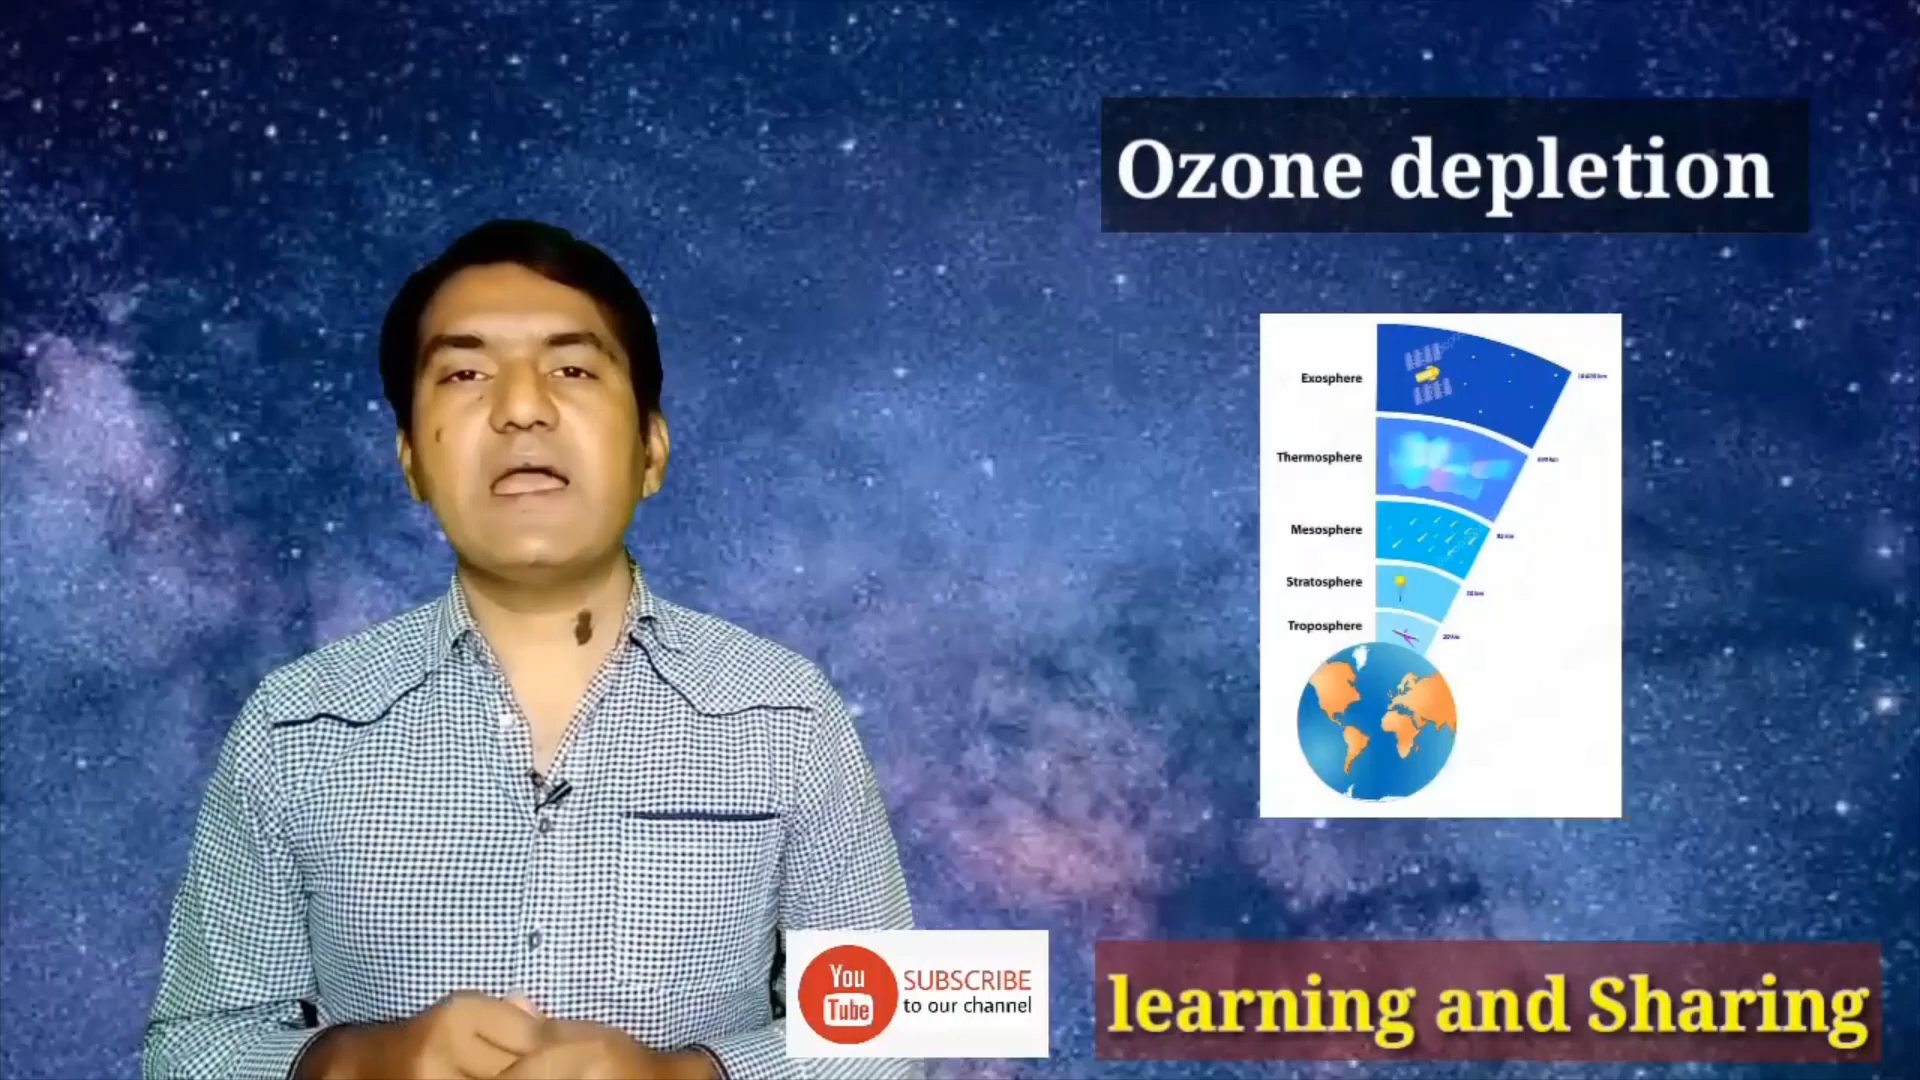 Ozone depletion
Exosphere
Thermosphere
Mesosphere
Stratosphere
Troposphere
You
Tube
SUBSCRIBE
to our channel
learning and Sharing